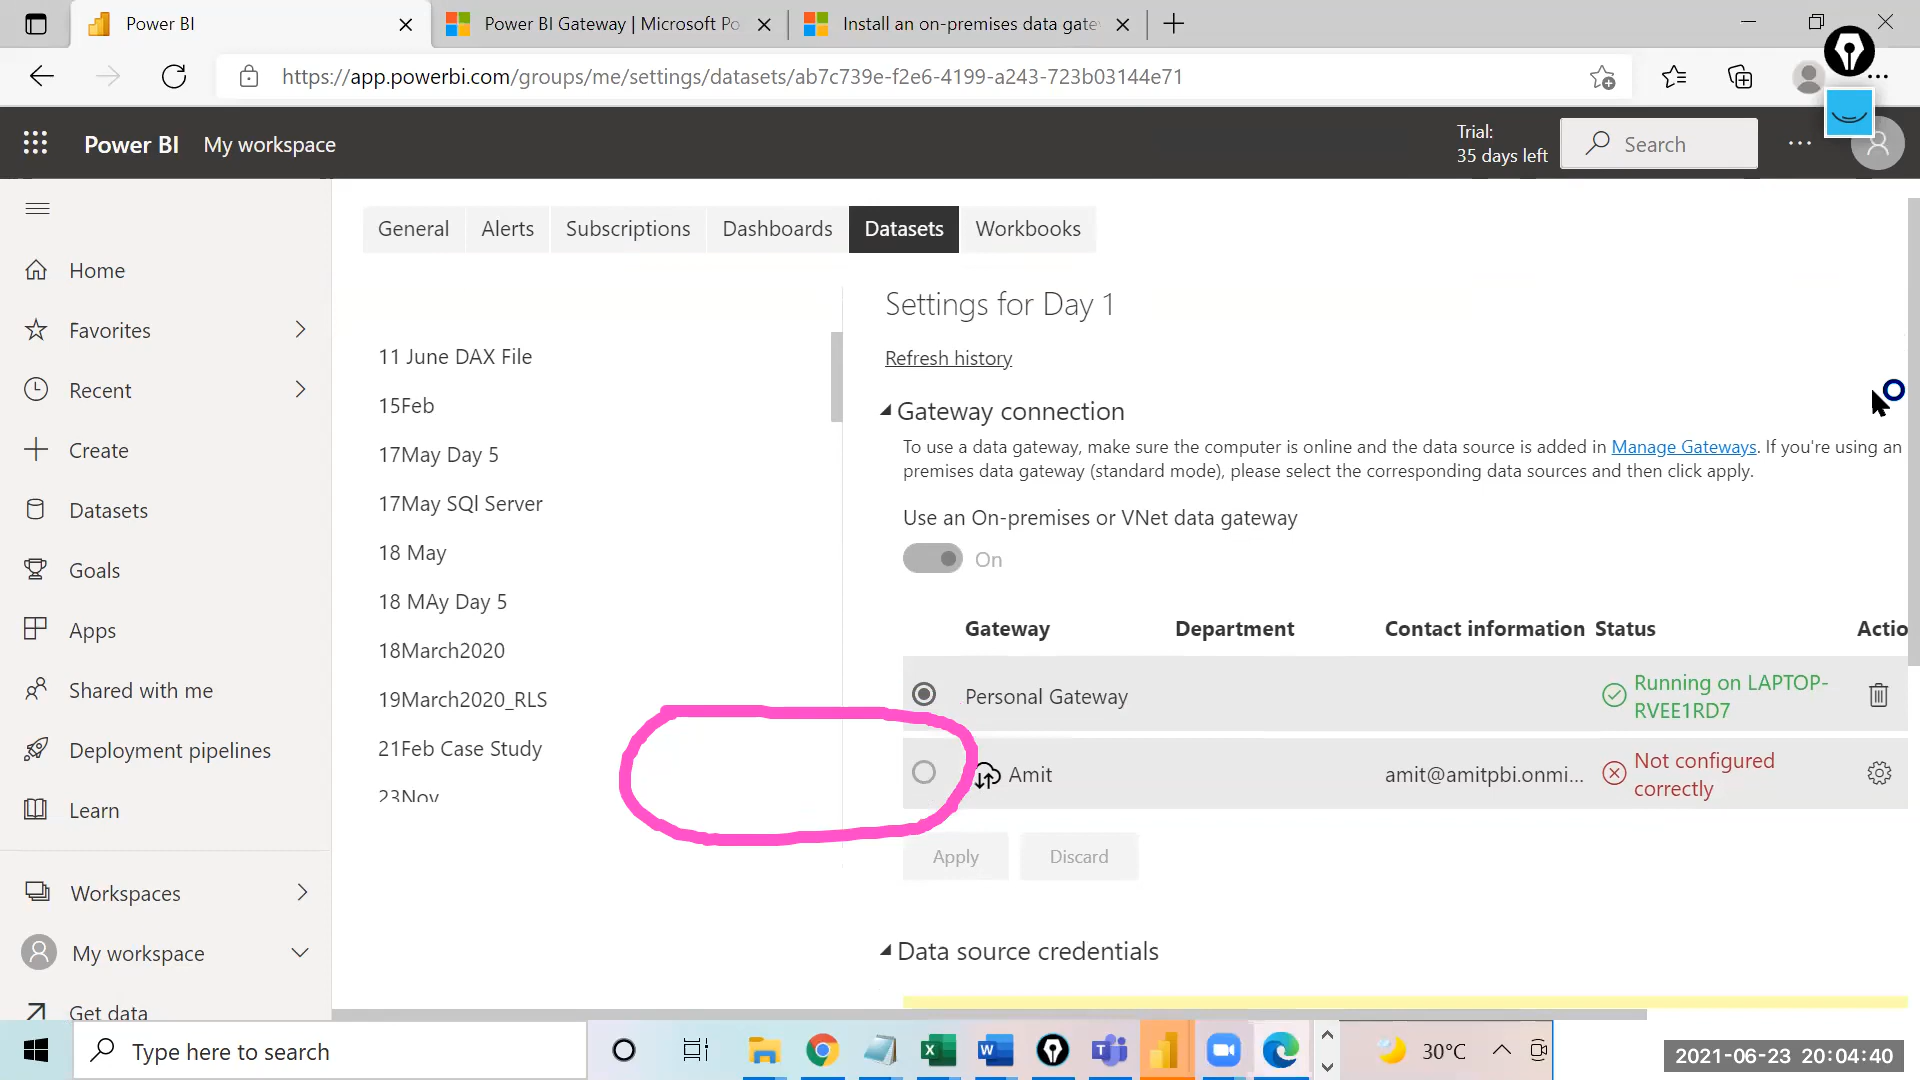 Power BI
Power BI Gateway | Microsoft Po
Install an on-premises data gate
https://app.powerbi.com/groups/me/settings/datasets/ab7c739e-f2e6-4199-a243-723b03144e71
Power BI My workspace
Trial:
35 days left
Search
General Alerts Subscriptions Dashboards Datasets Workbooks
Home
Favorites
Recent
Create
Datasets
Goals
Apps
Shared with me
Deployment pipelines
Learn
Workspaces
My workspace
Get data
11 June DAX File
15Feb
17May Day 5
17May SQl Server
18 May
18 MAy Day 5
18March2020
19March2020_RLS
21Feb Case Study
23Nov
Settings for Day 1
Refresh history
Gateway connection
To use a data gateway, make sure the computer is online and the data source is added in Manage Gateways. If you're using an
premises data gateway (standard mode), please select the corresponding data sources and then click apply.
Use an On-premises or VNet data gateway
On
Gateway Department Contact information Status Actio
Personal Gateway Running on LAPTOP-
RVEE1RD7
Amit amit@amitpbi.onmi... Not configured
correctly
Apply Discard
Data source credentials
Type here to search
30°C
2021-06-23 20:04:40